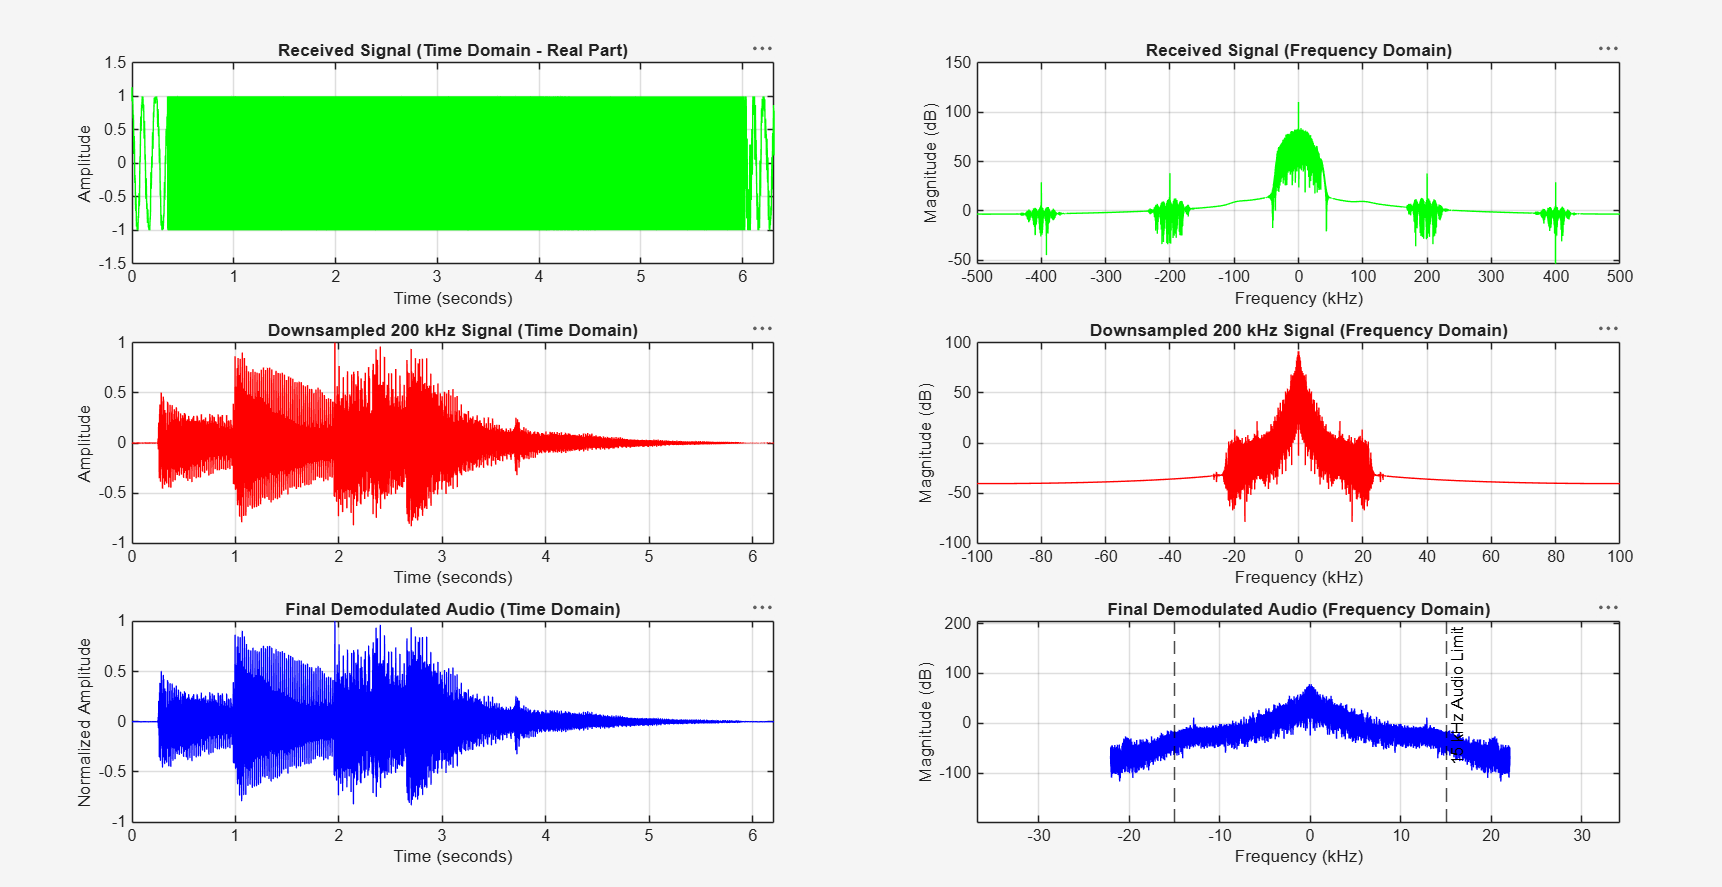 Received Signal (Time Domain - Real Part)
1.5
1
0.5
0
-0.5
-1
-1.5
Amplitude
0 1 2 3 4 5 6
Time (seconds)
Received Signal (Frequency Domain)
150
100
50
0
-50
Magnitude (dB)
-500 -400 -300 -200 -100 0 100 200 300 400 500
Frequency (kHz)
Downsampled 200 kHz Signal (Time Domain)
1
0.5
0
-0.5
-1
Amplitude
0 1 2 3 4 5 6
Time (seconds)
Downsampled 200 kHz Signal (Frequency Domain)
100
50
0
-50
-100
Magnitude (dB)
-100 -80 -60 -40 -20 0 20 40 60 80 100
Frequency (kHz)
Final Demodulated Audio (Time Domain)
1
0.5
0
-0.5
-1
Normalized Amplitude
0 1 2 3 4 5 6
Time (seconds)
Final Demodulated Audio (Frequency Domain)
200
100
0
-100
Magnitude (dB)
15 kHz Audio Limit
-30 -20 -10 0 10 20 30
Frequency (kHz)